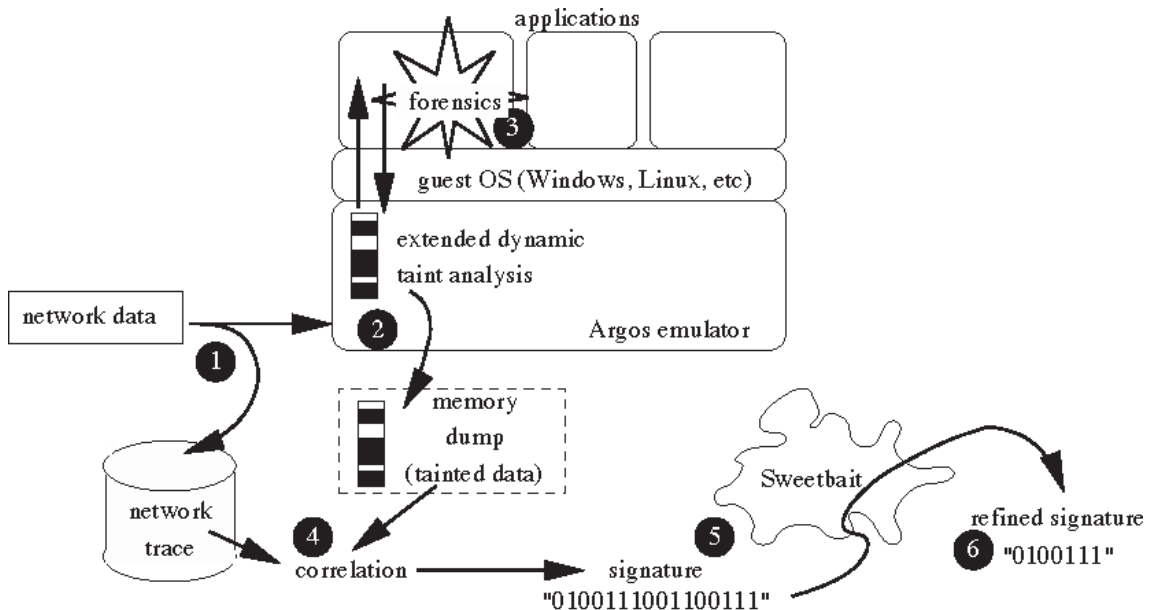 applications
forensics
3
guest OS (Windows, Linux, etc)
extended dynamic
taint analysis
network data
2
Argos emulator
1
memory
dump
(tainted data)
network
trace
4
correlation
Sweetbait
5
signature
"0100111001100111"
refined signature
6
"0100111"